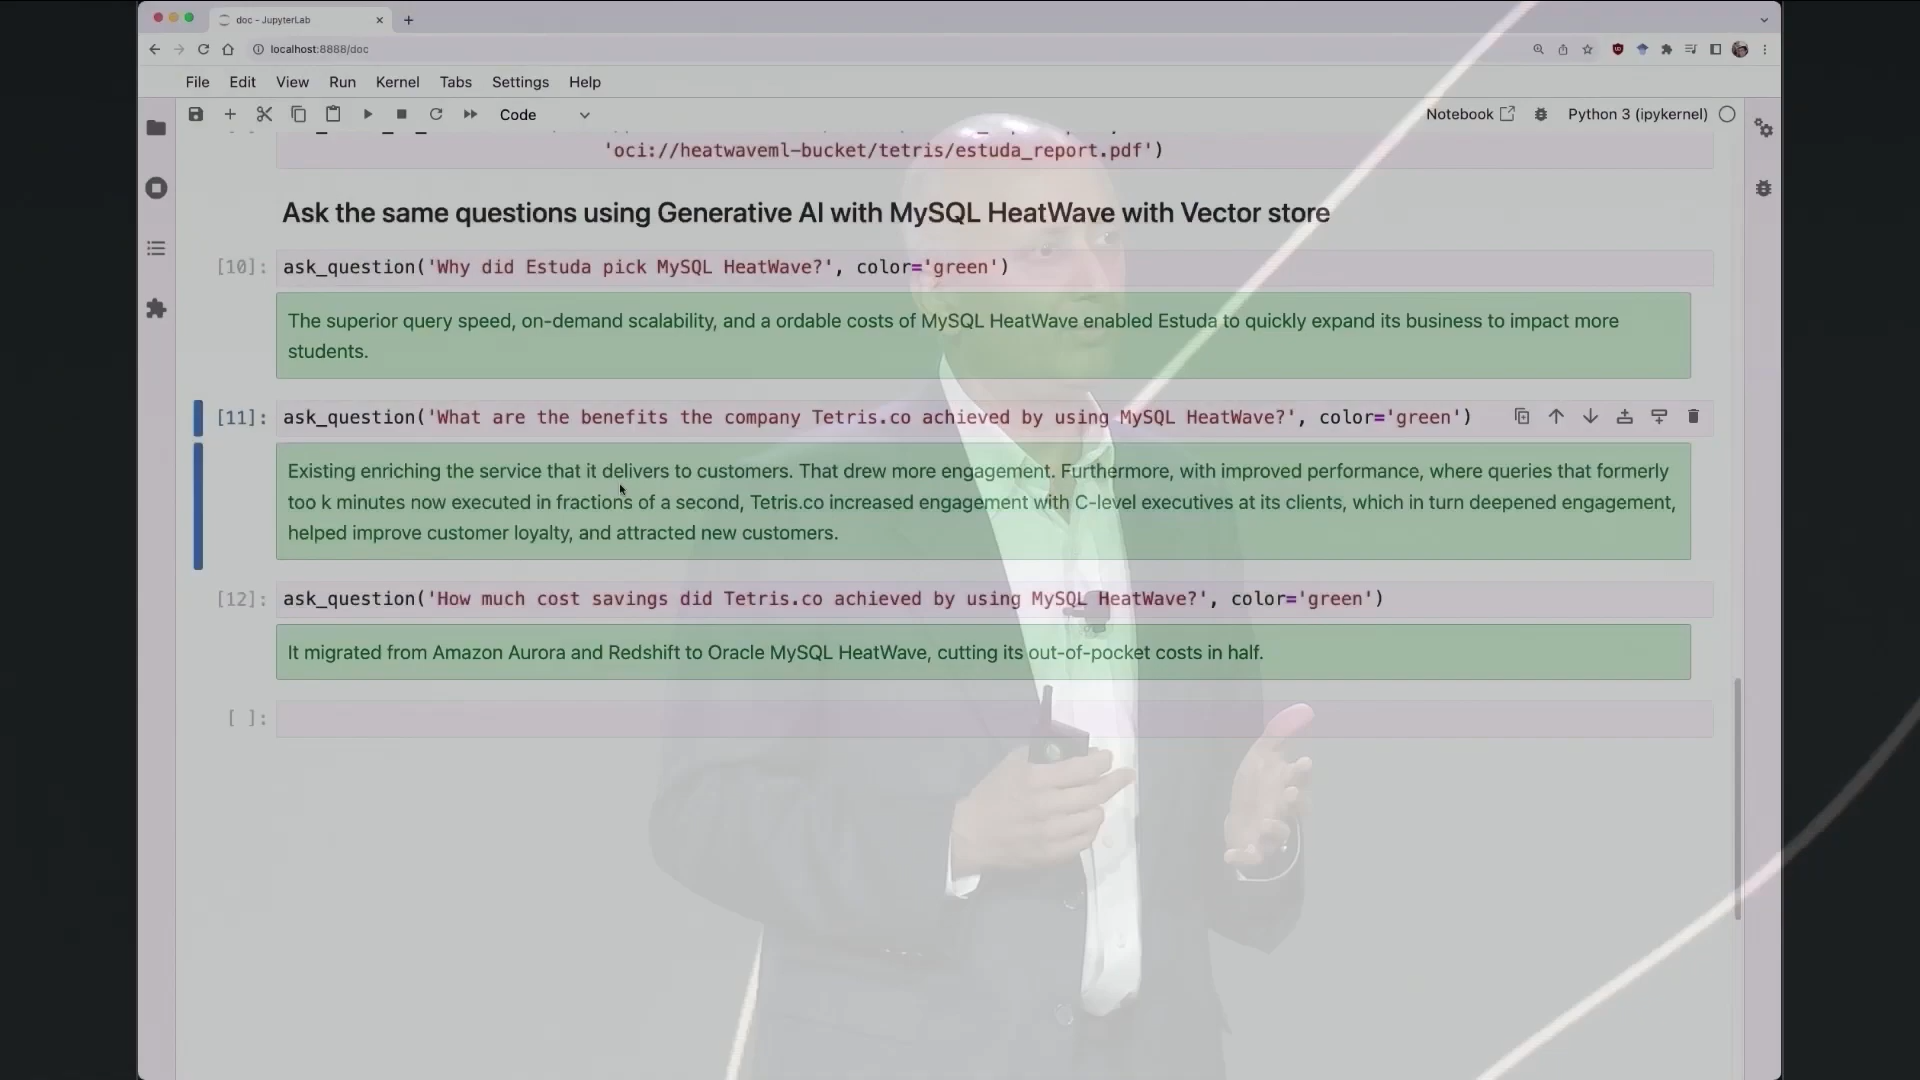 doc - JupyterLab
localhost:8888/doc
File Edit View Run Kernel Tabs Settings Help
Code
Notebook
Python 3 (ipykernel)
'oci://heatwaveml-bucket/tetris/estuda_report.pdf')
Ask the same questions using Generative AI with MySQL HeatWave with Vector store
[10]: ask_question('Why did Estuda pick MySQL HeatWave?', color='green')
The superior query speed, on-demand scalability, and a ordable costs of MySQL HeatWave enabled Estuda to quickly expand its business to impact more
students.
[11]: ask_question('What are the benefits the company Tetris.co achieved by using MySQL HeatWave?', color='green')
Existing enriching the service that it delivers to customers. That drew more engagement. Furthermore, with improved performance, where queries that formerly
too k minutes now executed in fractions of a second, Tetris.co increased engagement with C-level executives at its clients, which in turn deepened engagement,
helped improve customer loyalty, and attracted new customers.
[12]: ask_question('How much cost savings did Tetris.co achieved by using MySQL HeatWave?', color='green')
It migrated from Amazon Aurora and Redshift to Oracle MySQL HeatWave, cutting its out-of-pocket costs in half.
[ ]: